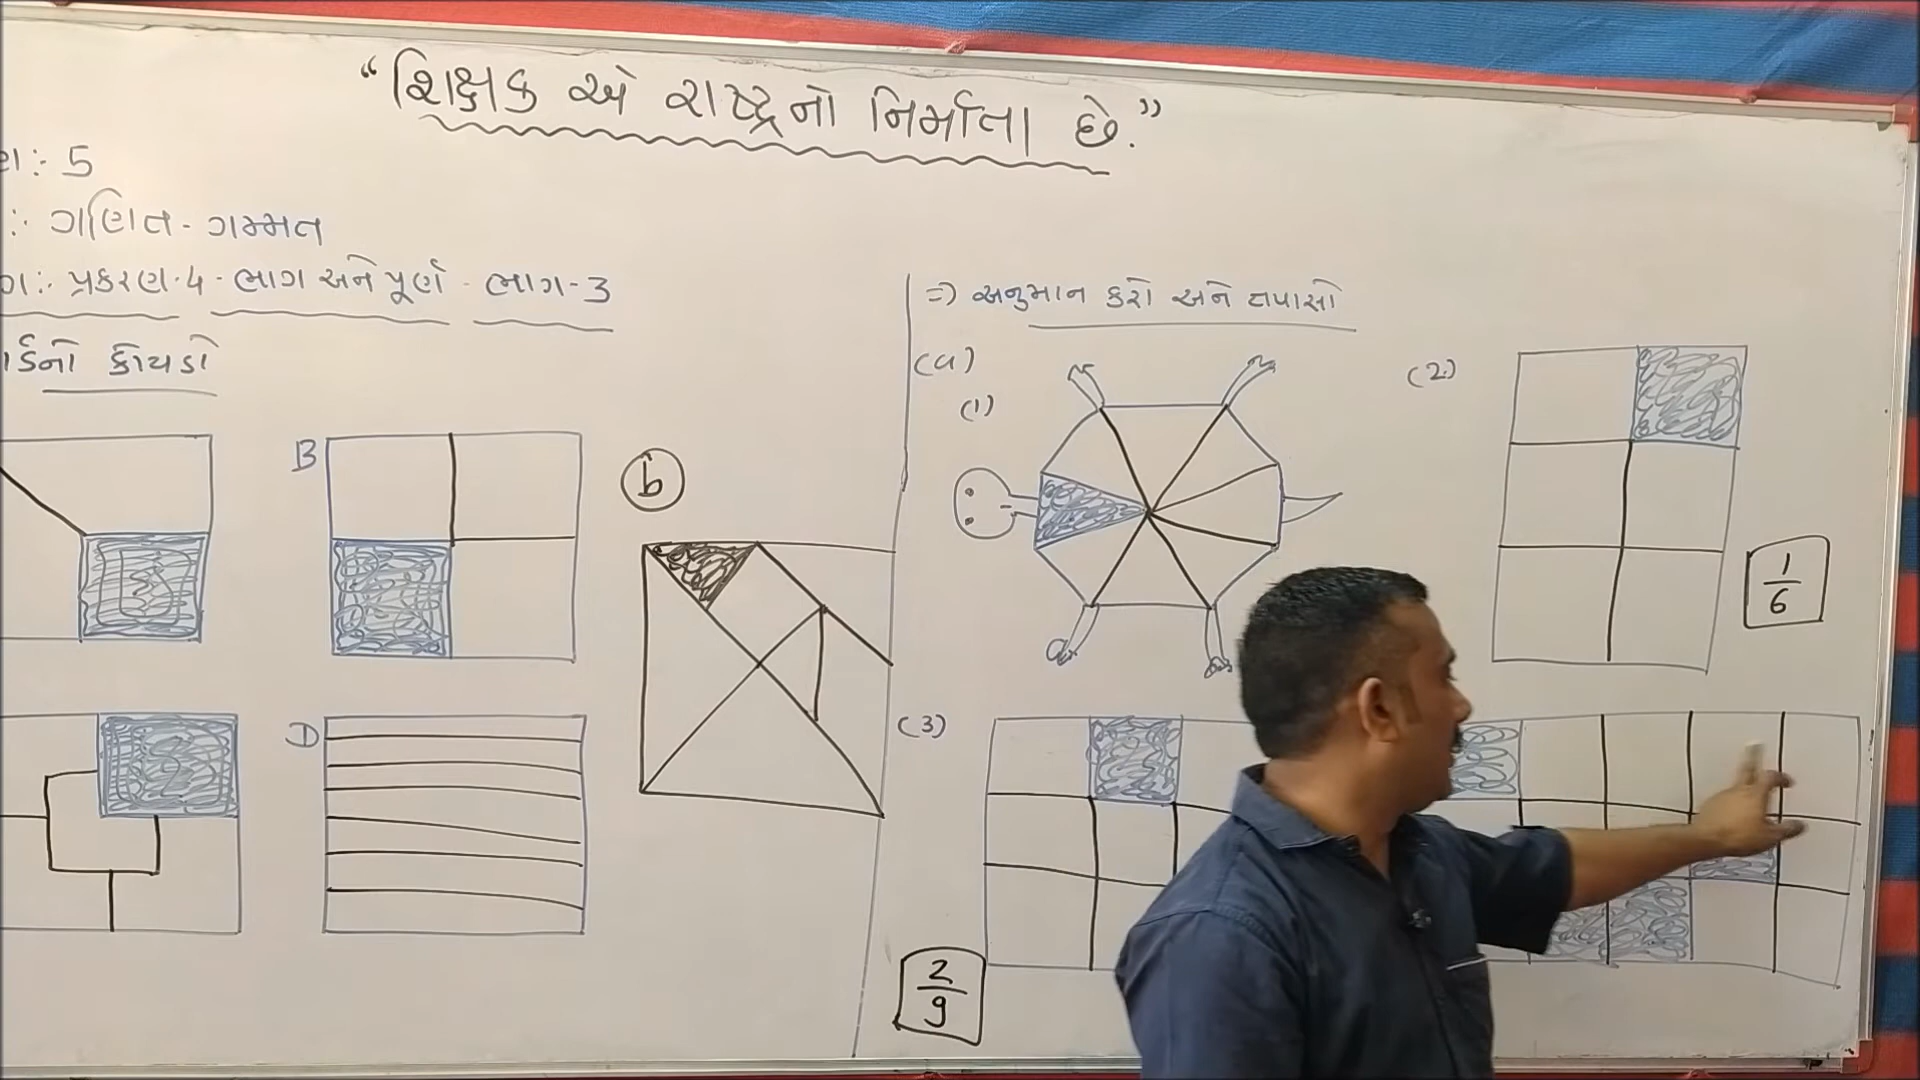 “શિક્ષક એ રાષ્ટ્રનો નિર્માતા છે.”
: 5
: ગણિત - ગમ્મત
: પ્રકરણ-4 - ભાગ અને પૂર્ણ - ભાગ-3
કોયડો
B
D
b
⇒ અનુમાન કરો અને તપાસો
(a)
(1)
(2)
1/6
(3)
2/9